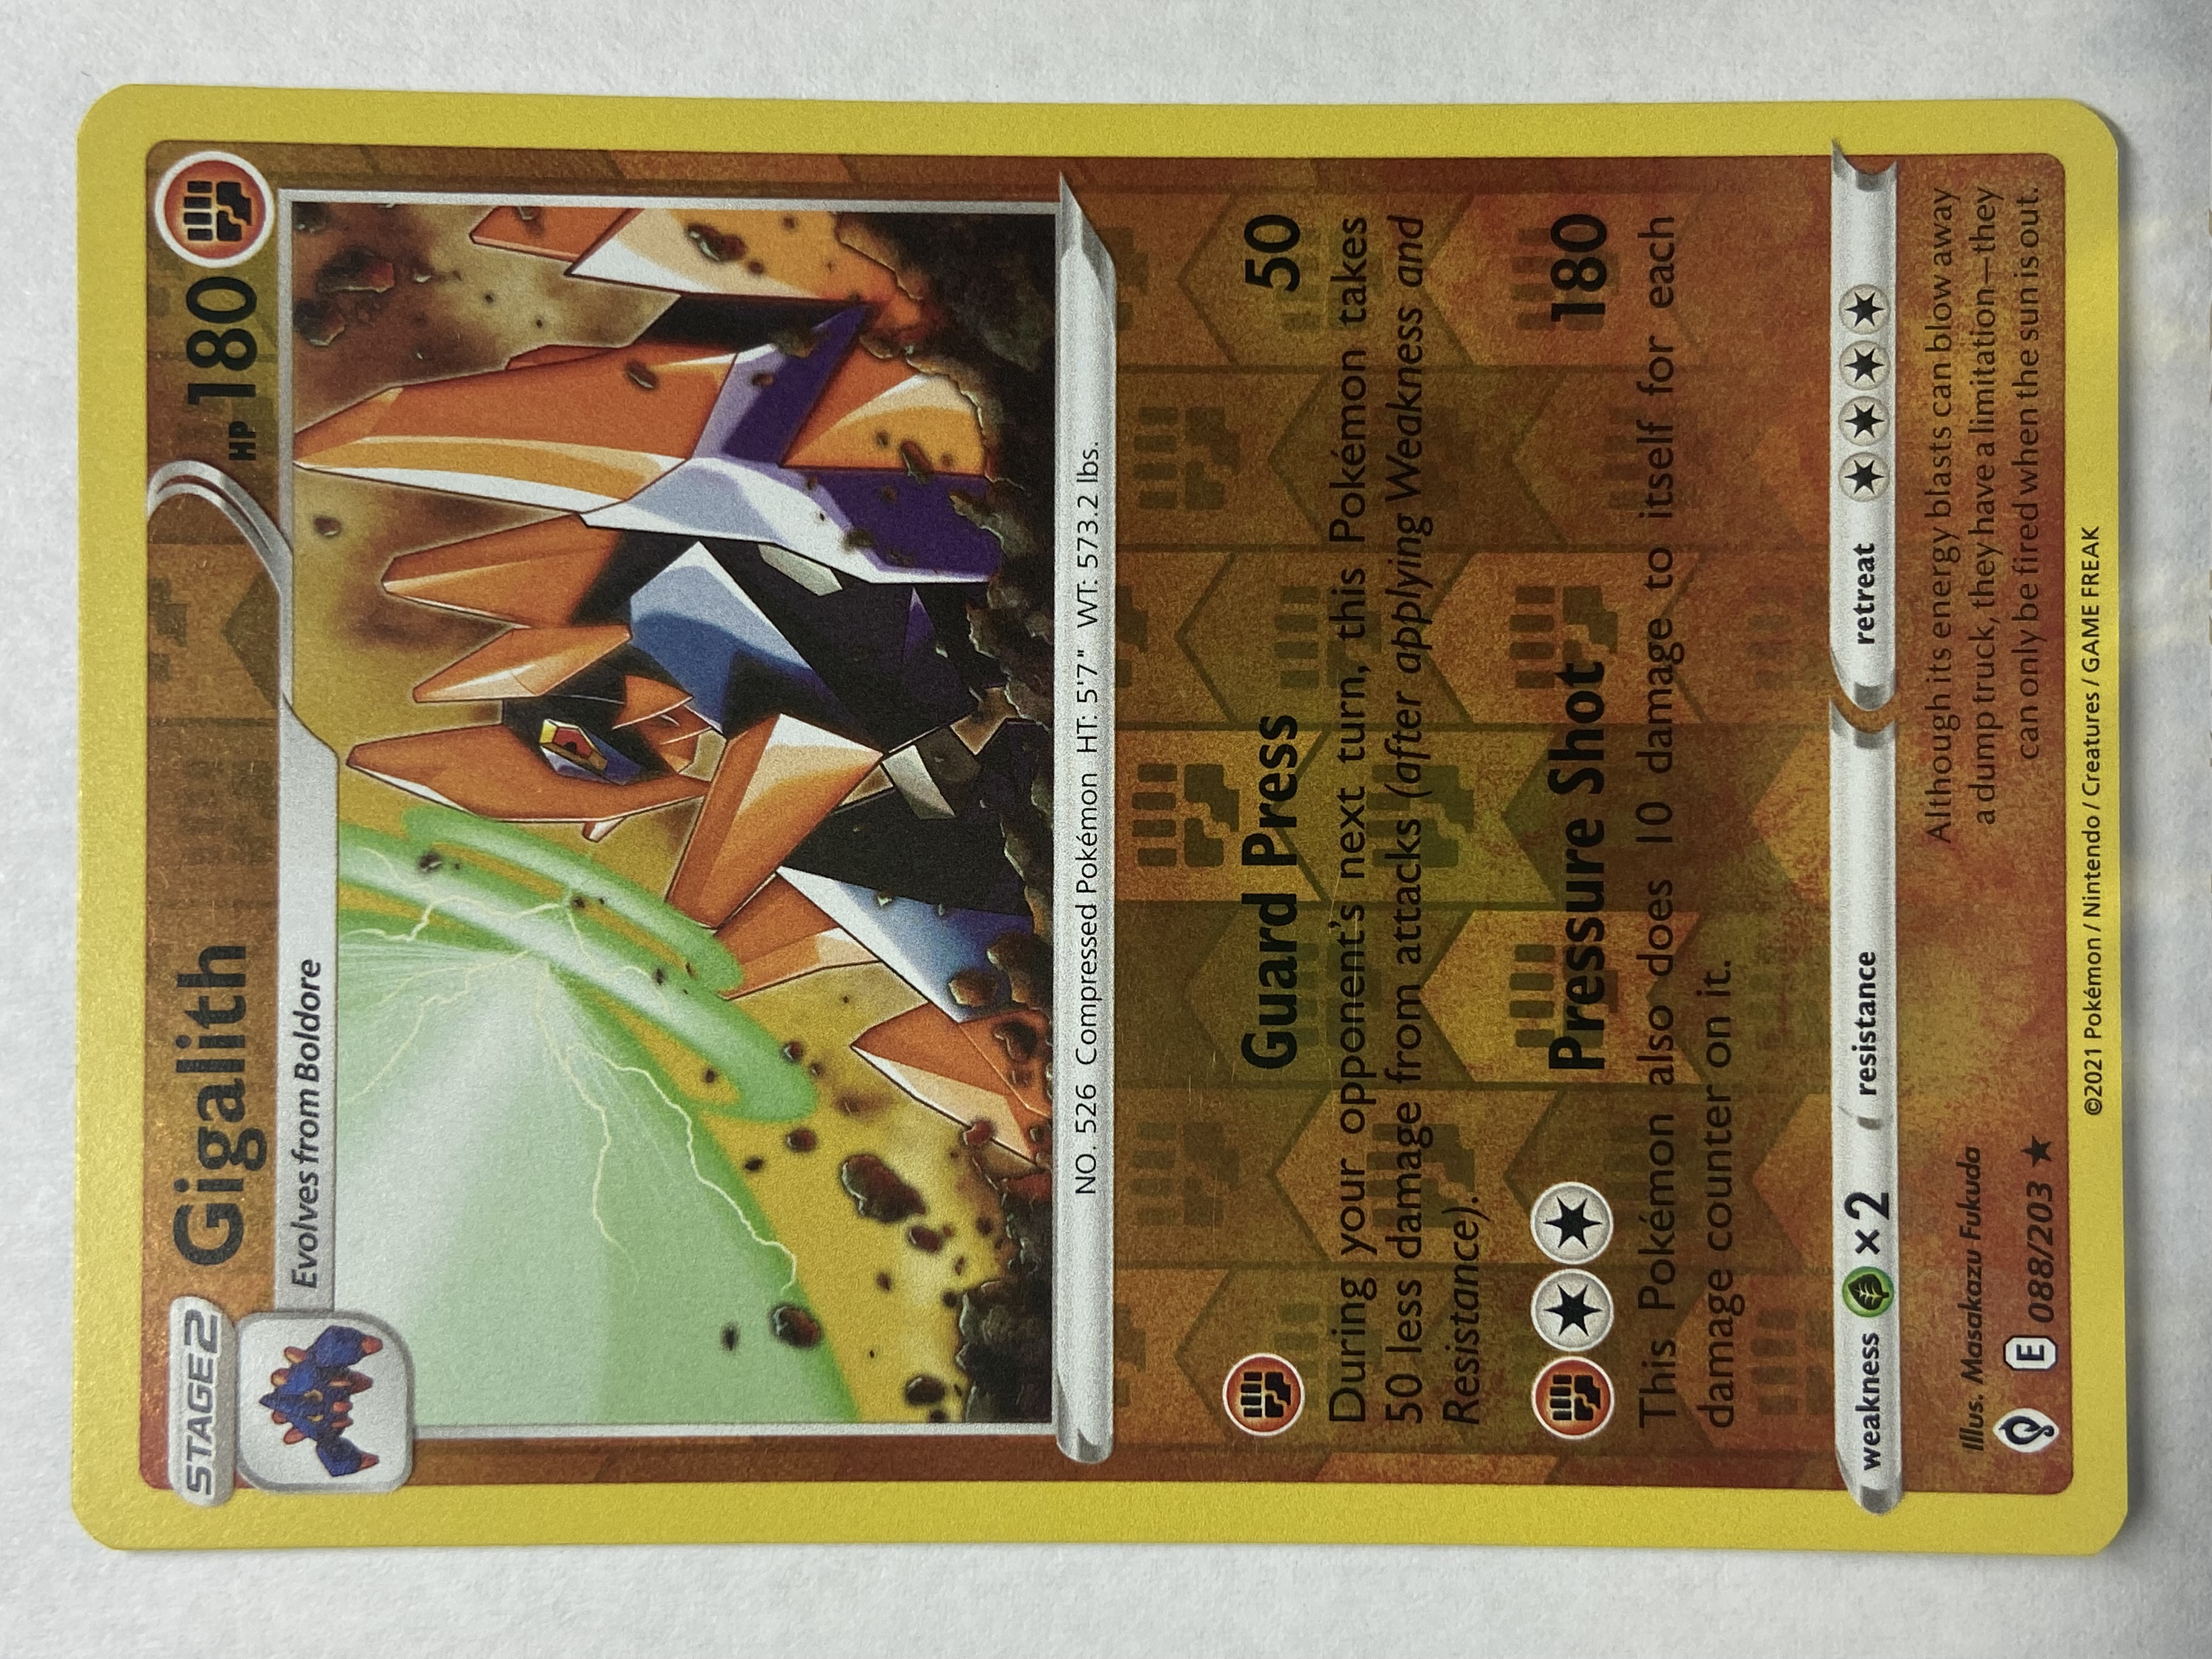 STAGE2
Gigalith
HP 180
Evolves from Boldore
NO. 526 Compressed Pokémon HT: 5'7" WT: 573.2 lbs.
Guard Press 50
During your opponent's next turn, this Pokémon takes
50 less damage from attacks (after applying Weakness and
Resistance).
Pressure Shot 180
This Pokémon also does 10 damage to itself for each
damage counter on it.
weakness ×2 resistance retreat
Although its energy blasts can blow away
a dump truck, they have a limitation—they
can only be fired when the sun is out.
Illus. Masakazu Fukuda
E 088/203 ★
©2021 Pokémon / Nintendo / Creatures / GAME FREAK